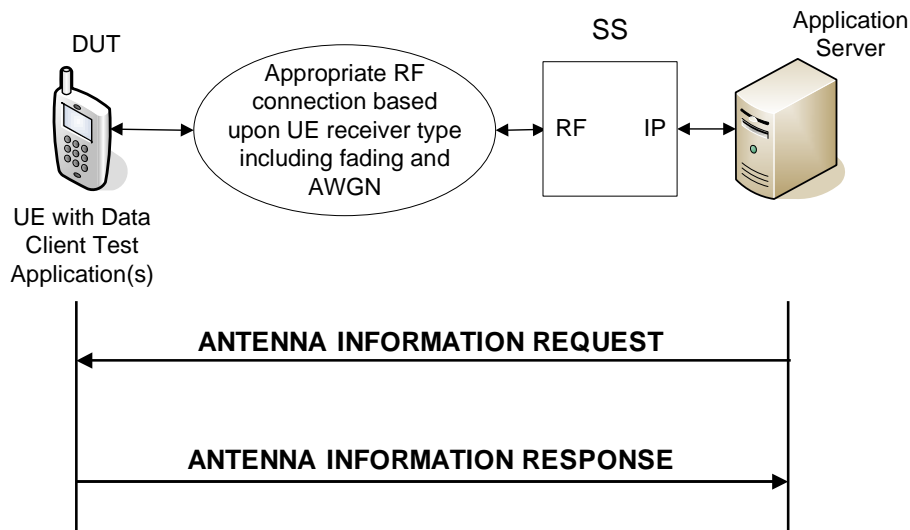 DUT
Appropriate RF
connection based
upon UE receiver type
including fading and
AWGN
SS
RF IP
Application
Server
UE with Data
Client Test
Application(s)
ANTENNA INFORMATION REQUEST
ANTENNA INFORMATION RESPONSE